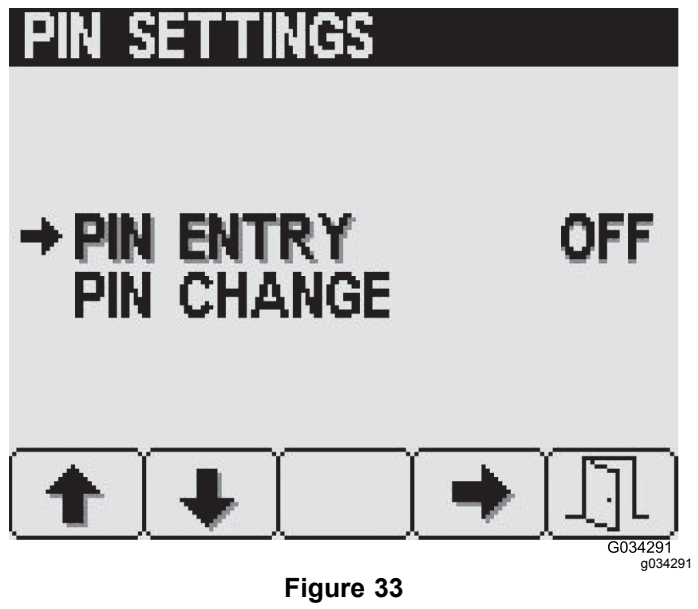 PIN SETTINGS
PIN ENTRY OFF
PIN CHANGE
G034291
g034291
Figure 33